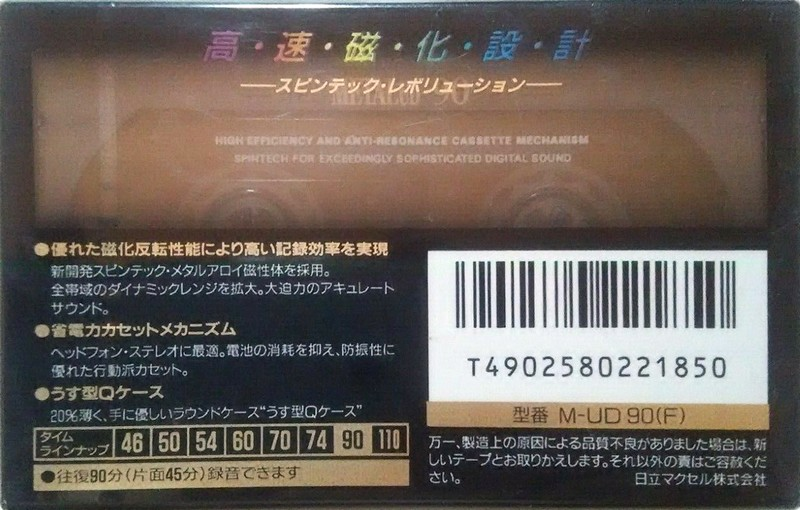 高・速・磁・化・設・計
スピンテック・レボリューション
METAL UD 90
HIGH EFFICIENCY AND ANTI-RESONANCE CASSETTE MECHANISM
SPINTECH FOR EXCEEDINGLY SOPHISTICATED DIGITAL SOUND
●優れた磁化反転性能により高い記録効率を実現
新開発スピンテック・メタルアロイ磁性体を採用。
全帯域のダイナミックレンジを拡大。大迫力のアキュレート
サウンド。
●省電力カセットメカニズム
ヘッドフォン・ステレオに最適。電池の消耗を抑え、防振性に
優れた行動派カセット。
●うす型Qケース
20%薄く、手に優しいラウンドケース“うす型Qケース”
タイム
ラインナップ 46 50 54 60 70 74 90 110
●往復90分(片面45分)録音できます
T4902580221850
型番 M-UD 90(F)
万一、製造上の原因による品質不良がありました場合は、新
しいテープとお取りかえします。それ以外の責はご容赦くだ
さい。 日立マクセル株式会社